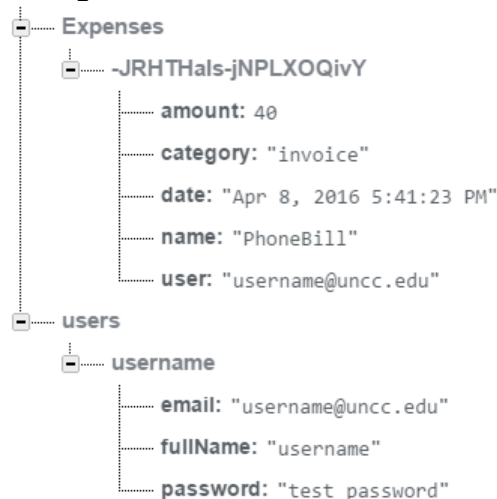 Expenses
-JRHTHals-jNPLXOQivY
amount: 40
category: "invoice"
date: "Apr 8, 2016 5:41:23 PM"
name: "PhoneBill"
user: "username@uncc.edu"
users
username
email: "username@uncc.edu"
fullName: "username"
password: "test password"